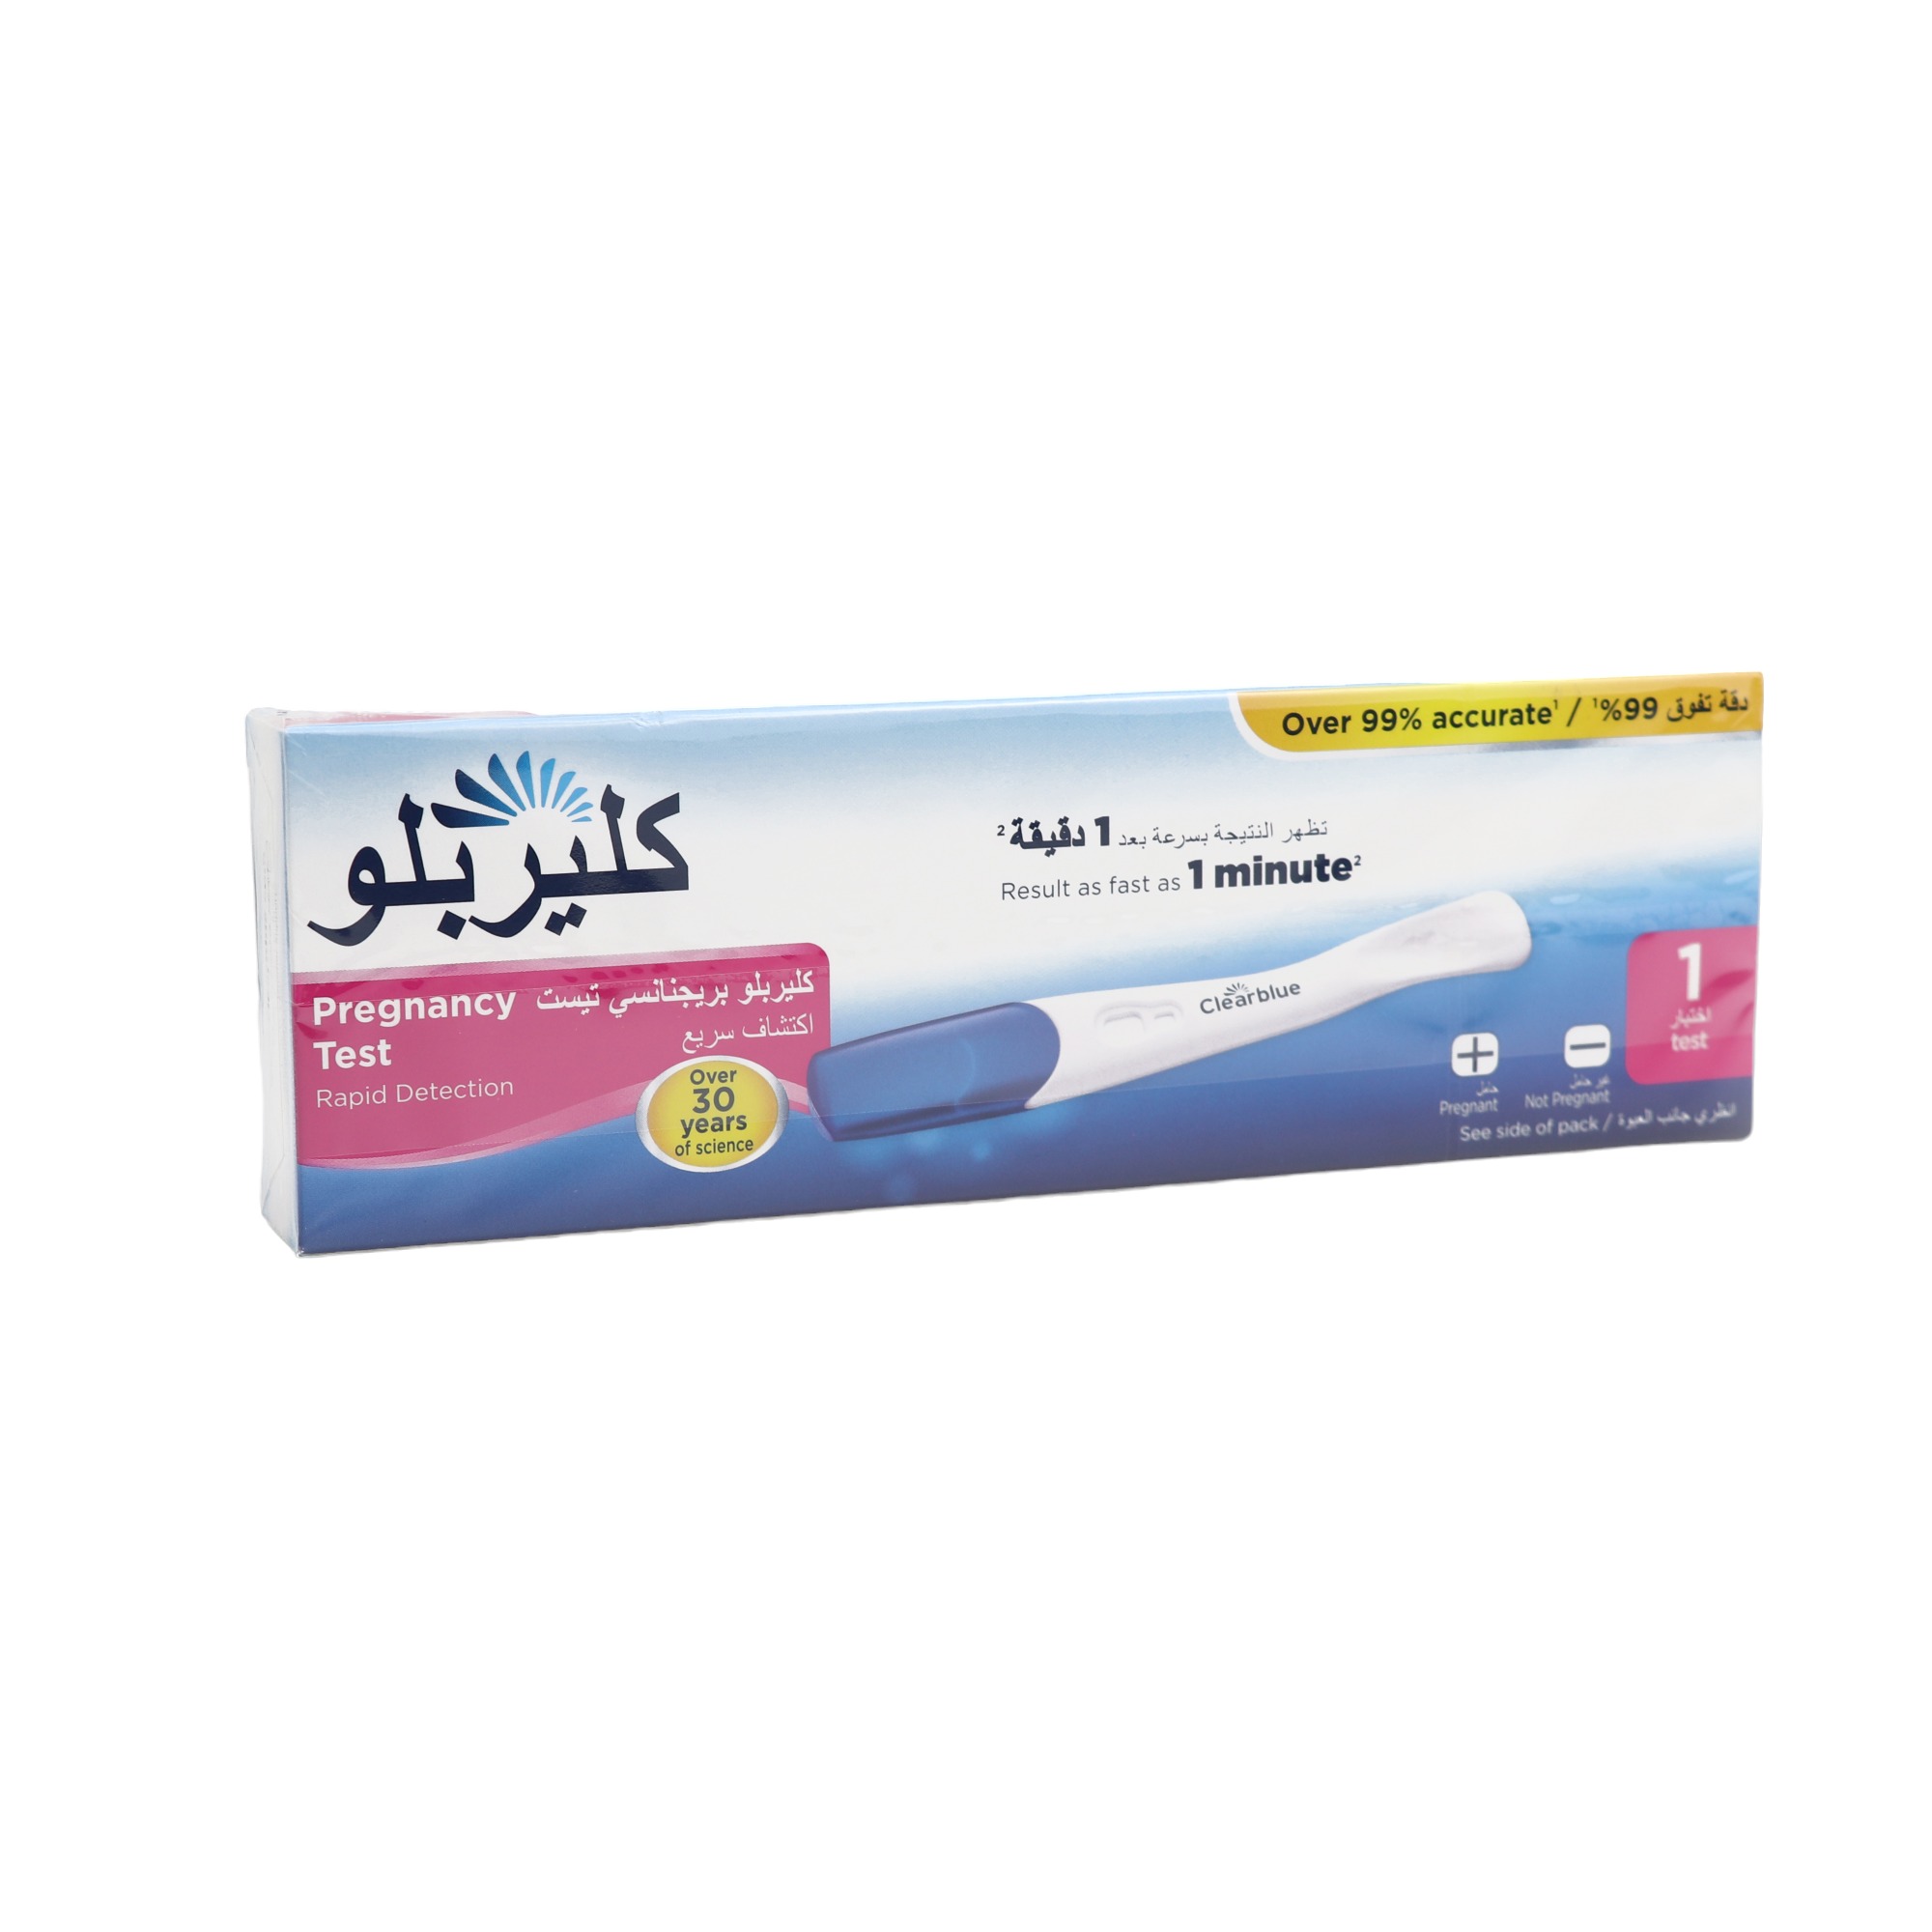 Over 99% accurate¹ / دقة تفوق 99%¹
كليربلو
تظهر النتيجة بسرعة بعد 1 دقيقة²
Result as fast as 1 minute²
Clearblue
Pregnancy Test
كليربلو بريجنانسي تيست
اكتشاف سريع
Rapid Detection
Over
30
years
of science
1
اختبار
test
حامل
Pregnant
غير حامل
Not Pregnant
See side of pack / انظري جانب العبوة